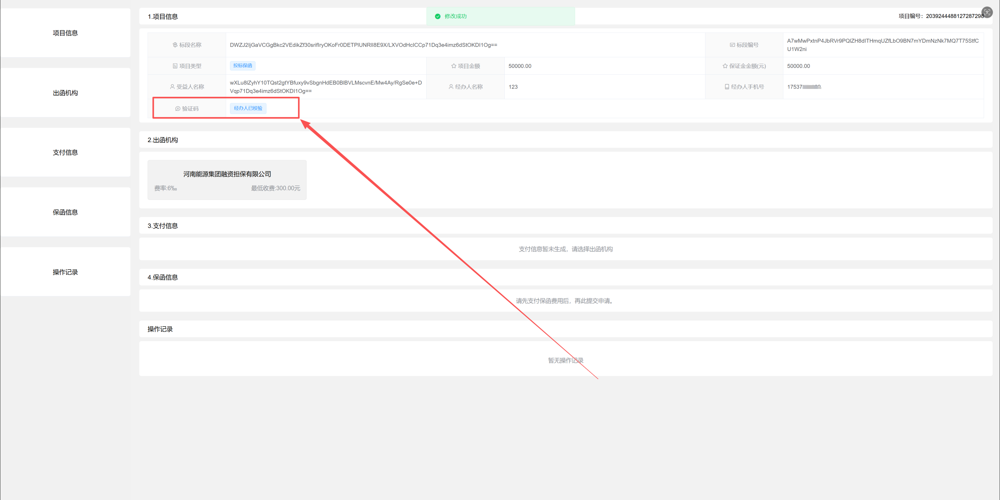 项目信息
出函机构
支付信息
保函信息
操作记录
1.项目信息
修改成功
项目编号：2039244488127287298
标段名称
DWZJ2IjGaVCGgBkc2VEdikZf30srifIryOKoFr0DETPlUNRlI8E9X/LXVOdHcICCp71Dq3e4imz6dStOKDI1Og==
标段编号
A7wMwPxtnP4JbRVr9PQlZH8dITHmqUZfLbO9BN7mYDmNzNk7MQ7T75StfC
U1W2ni
项目类型
投标保函
项目金额
50000.00
保证金金额(元)
50000.00
受益人名称
wXLu8lZyhY10TQst2gtYBfuxy9vSbgnHdEB0BlBVLMscvnE/Mw4Ay/RgSe0e+D
Vqp71Dq3e4imz6dStOKDI1Og==
经办人名称
123
经办人手机号
17537
验证码
经办人已校验
2.出函机构
河南能源集团融资担保有限公司
费率:6‰
最低收费:300.00元
3.支付信息
支付信息暂未生成，请选择出函机构
4.保函信息
请先支付保函费用后，再此提交申请。
操作记录
暂无操作记录